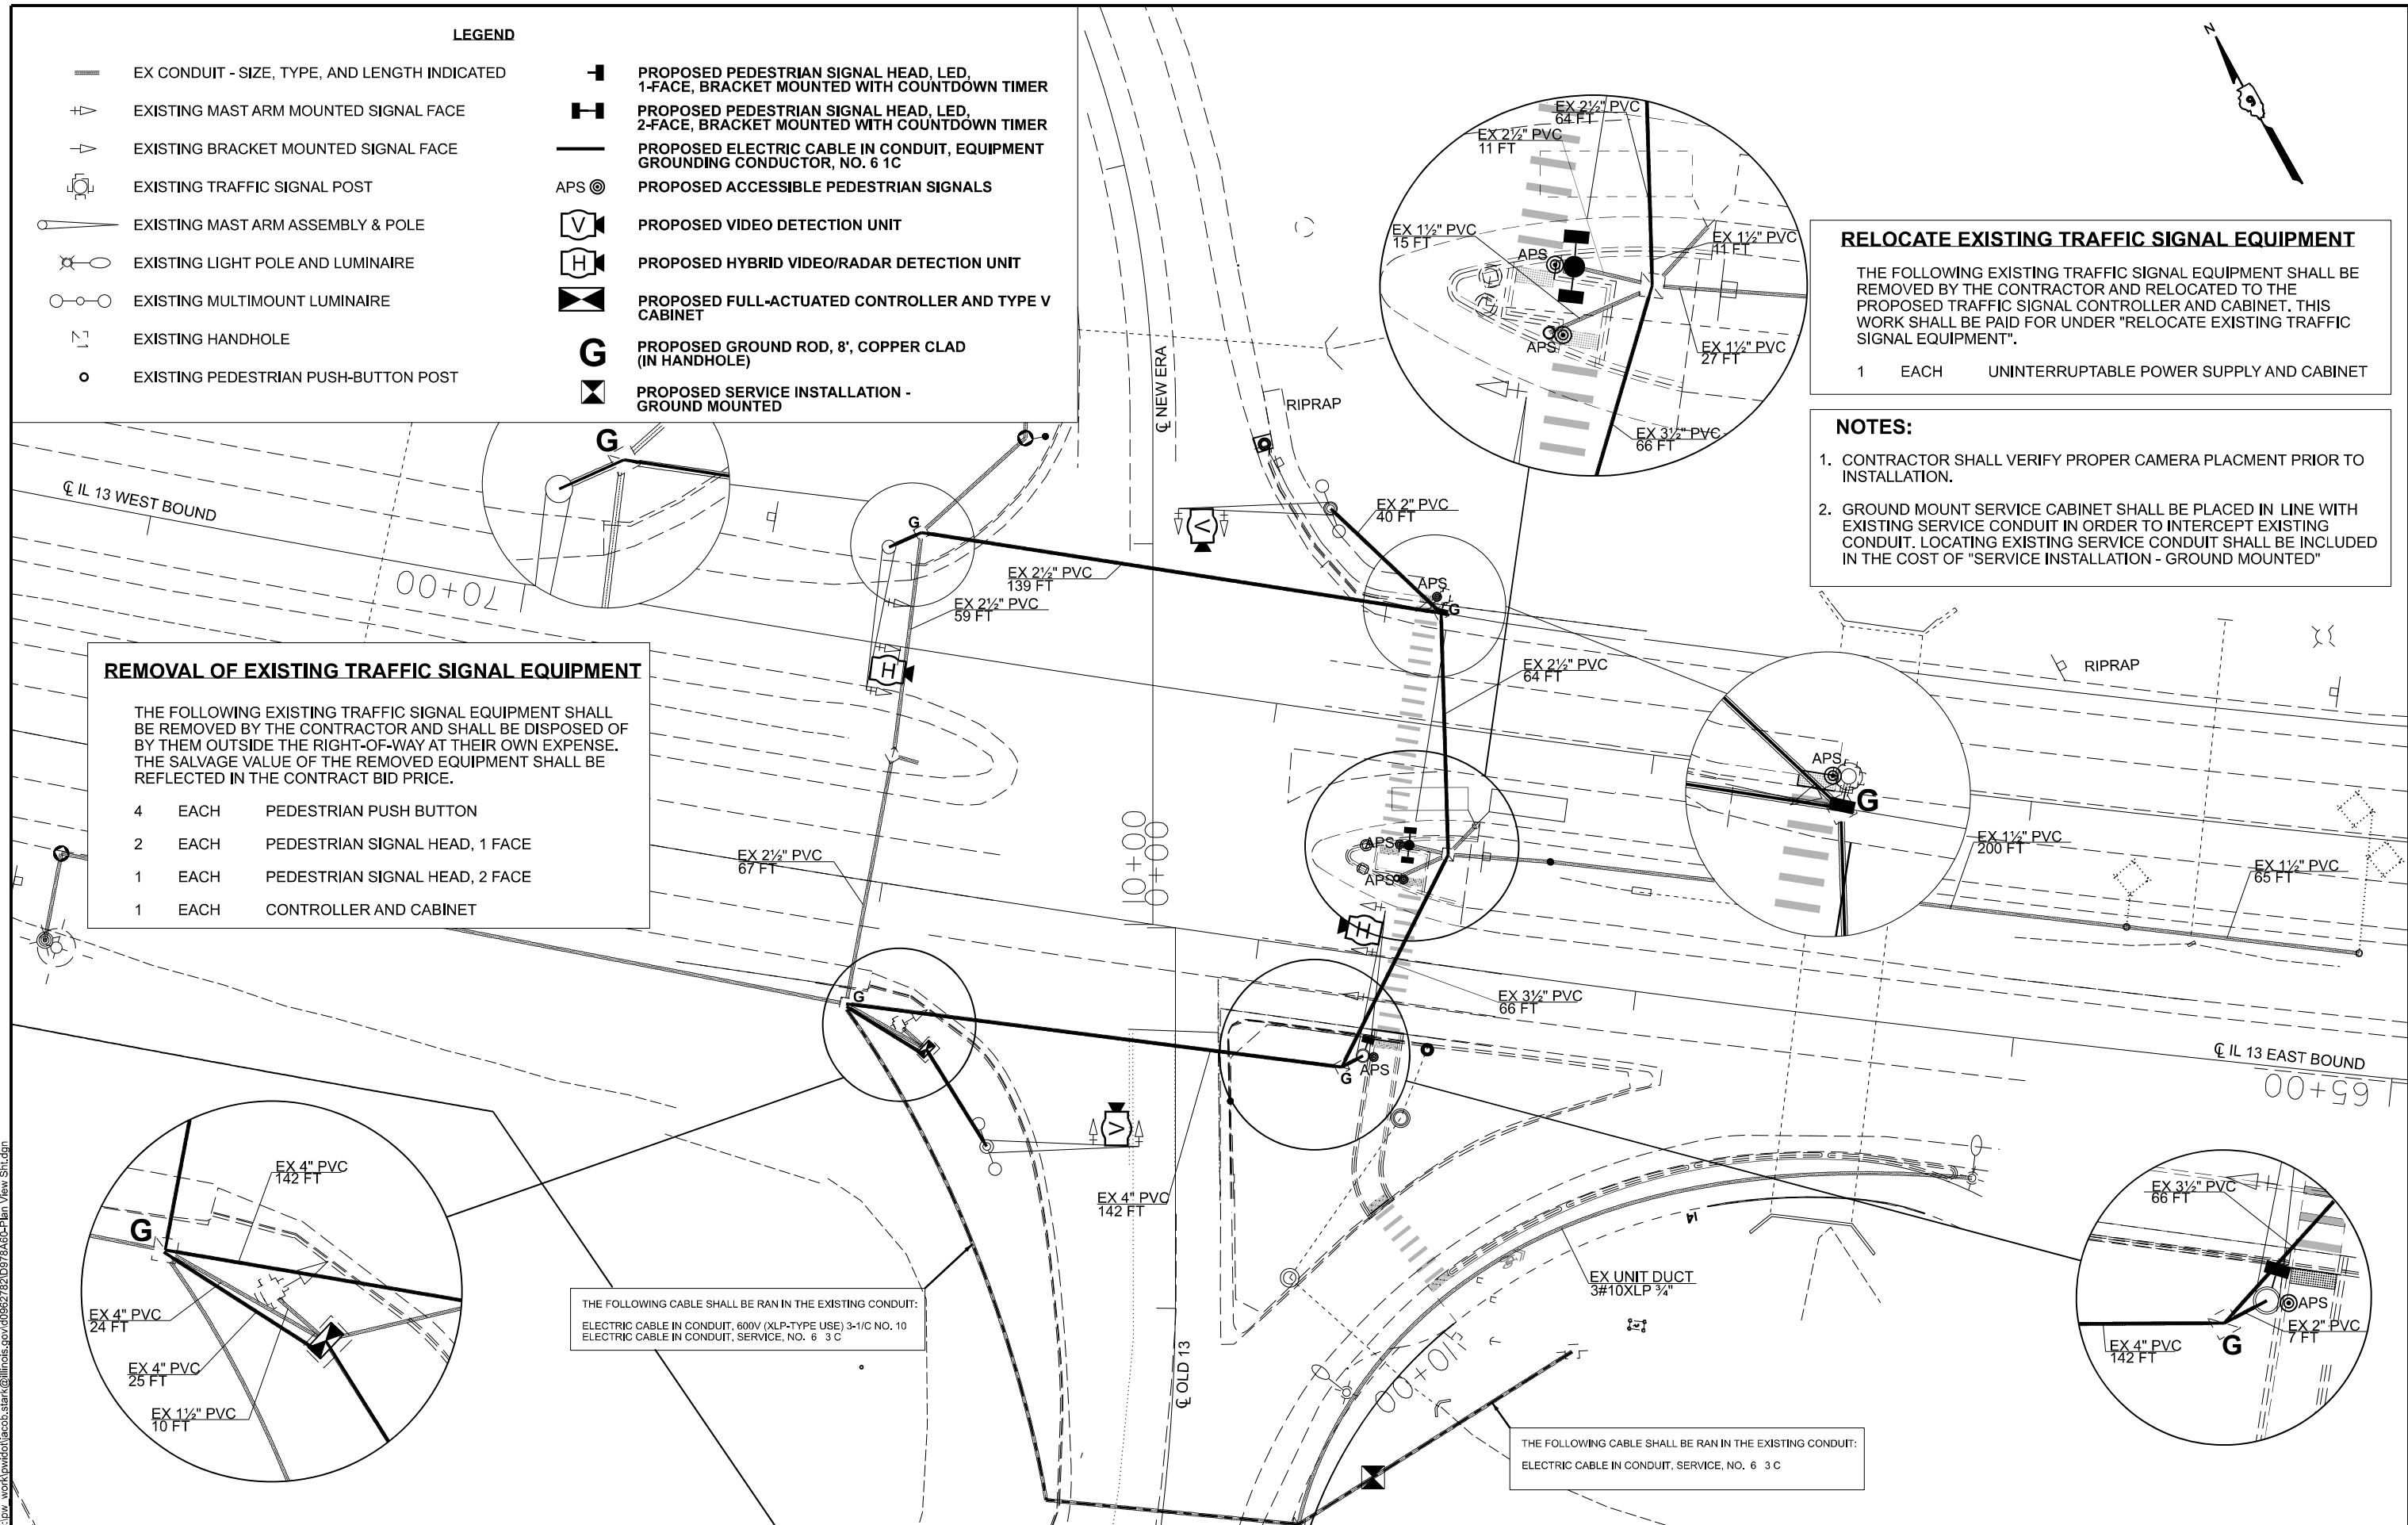 LEGEND
EX CONDUIT - SIZE, TYPE, AND LENGTH INDICATED
EXISTING MAST ARM MOUNTED SIGNAL FACE
EXISTING BRACKET MOUNTED SIGNAL FACE
EXISTING TRAFFIC SIGNAL POST
EXISTING MAST ARM ASSEMBLY & POLE
EXISTING LIGHT POLE AND LUMINAIRE
EXISTING MULTIMOUNT LUMINAIRE
EXISTING HANDHOLE
EXISTING PEDESTRIAN PUSH-BUTTON POST
PROPOSED PEDESTRIAN SIGNAL HEAD, LED,
1-FACE, BRACKET MOUNTED WITH COUNTDOWN TIMER
PROPOSED PEDESTRIAN SIGNAL HEAD, LED,
2-FACE, BRACKET MOUNTED WITH COUNTDOWN TIMER
PROPOSED ELECTRIC CABLE IN CONDUIT, EQUIPMENT
GROUNDING CONDUCTOR, NO. 6 1C
APS PROPOSED ACCESSIBLE PEDESTRIAN SIGNALS
V PROPOSED VIDEO DETECTION UNIT
H PROPOSED HYBRID VIDEO/RADAR DETECTION UNIT
PROPOSED FULL-ACTUATED CONTROLLER AND TYPE V
CABINET
G PROPOSED GROUND ROD, 8', COPPER CLAD
(IN HANDHOLE)
PROPOSED SERVICE INSTALLATION -
GROUND MOUNTED
N
9
RELOCATE EXISTING TRAFFIC SIGNAL EQUIPMENT
THE FOLLOWING EXISTING TRAFFIC SIGNAL EQUIPMENT SHALL BE
REMOVED BY THE CONTRACTOR AND RELOCATED TO THE
PROPOSED TRAFFIC SIGNAL CONTROLLER AND CABINET. THIS
WORK SHALL BE PAID FOR UNDER "RELOCATE EXISTING TRAFFIC
SIGNAL EQUIPMENT".
1 EACH UNINTERRUPTABLE POWER SUPPLY AND CABINET
NOTES:
1. CONTRACTOR SHALL VERIFY PROPER CAMERA PLACMENT PRIOR TO
INSTALLATION.
2. GROUND MOUNT SERVICE CABINET SHALL BE PLACED IN LINE WITH
EXISTING SERVICE CONDUIT IN ORDER TO INTERCEPT EXISTING
CONDUIT. LOCATING EXISTING SERVICE CONDUIT SHALL BE INCLUDED
IN THE COST OF "SERVICE INSTALLATION - GROUND MOUNTED"
EX 2½" PVC
64 FT
EX 2½" PVC
11 FT
EX 1½" PVC
15 FT
EX 1½" PVC
11 FT
APS
APS
EX 1½" PVC
27 FT
EX 3½" PVC
66 FT
℄ NEW ERA
RIPRAP
G
℄ IL 13 WEST BOUND
70+00
G
V
EX 2" PVC
40 FT
EX 2½" PVC
139 FT
EX 2½" PVC
59 FT
APS
G
H
EX 2½" PVC
64 FT
RIPRAP
REMOVAL OF EXISTING TRAFFIC SIGNAL EQUIPMENT
THE FOLLOWING EXISTING TRAFFIC SIGNAL EQUIPMENT SHALL
BE REMOVED BY THE CONTRACTOR AND SHALL BE DISPOSED OF
BY THEM OUTSIDE THE RIGHT-OF-WAY AT THEIR OWN EXPENSE.
THE SALVAGE VALUE OF THE REMOVED EQUIPMENT SHALL BE
REFLECTED IN THE CONTRACT BID PRICE.
4 EACH PEDESTRIAN PUSH BUTTON
2 EACH PEDESTRIAN SIGNAL HEAD, 1 FACE
1 EACH PEDESTRIAN SIGNAL HEAD, 2 FACE
1 EACH CONTROLLER AND CABINET
APS
G
EX 2½" PVC
67 FT
10+00
0+00
APS
APS
H
EX 1½" PVC
200 FT
EX 1½" PVC
65 FT
EX 3½" PVC
66 FT
G
G
APS
℄ IL 13 EAST BOUND
65+00
V
EX 4" PVC
142 FT
G
EX 4" PVC
24 FT
EX 4" PVC
25 FT
EX 1½" PVC
10 FT
EX 4" PVC
142 FT
℄ OLD 13
14
EX UNIT DUCT
3#10XLP ¾"
EX 3½" PVC
66 FT
APS
EX 2" PVC
7 FT
G
EX 4" PVC
142 FT
THE FOLLOWING CABLE SHALL BE RAN IN THE EXISTING CONDUIT:
ELECTRIC CABLE IN CONDUIT, 600V (XLP-TYPE USE) 3-1/C NO. 10
ELECTRIC CABLE IN CONDUIT, SERVICE, NO. 6 3 C
THE FOLLOWING CABLE SHALL BE RAN IN THE EXISTING CONDUIT:
ELECTRIC CABLE IN CONDUIT, SERVICE, NO. 6 3 C